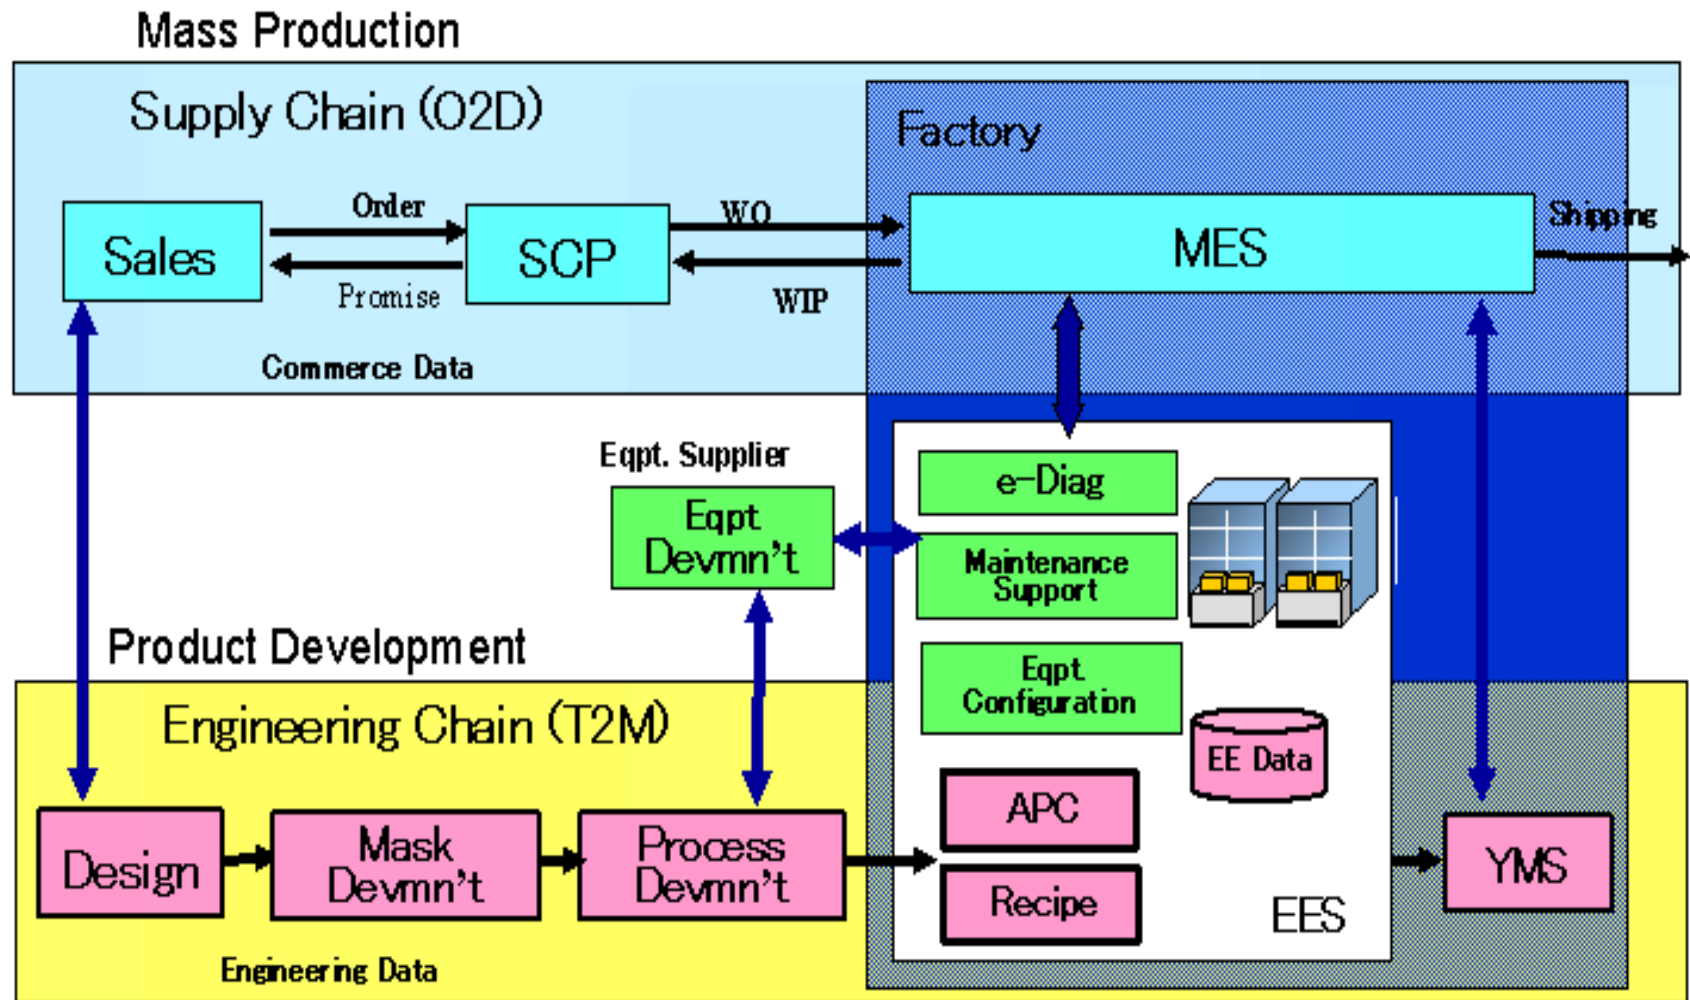 Mass Production
Supply Chain (O2D)
Factory
Order
WO
Shipping
Sales
SCP
MES
Promise
WIP
Commerce Data
Eqpt. Supplier
e-Diag
Eqpt
Devmn't
Maintenance
Support
Product Development
Eqpt.
Configuration
Engineering Chain (T2M)
EE Data
APC
Design
Mask
Devmn't
Process
Devmn't
YMS
Recipe
EES
Engineering Data